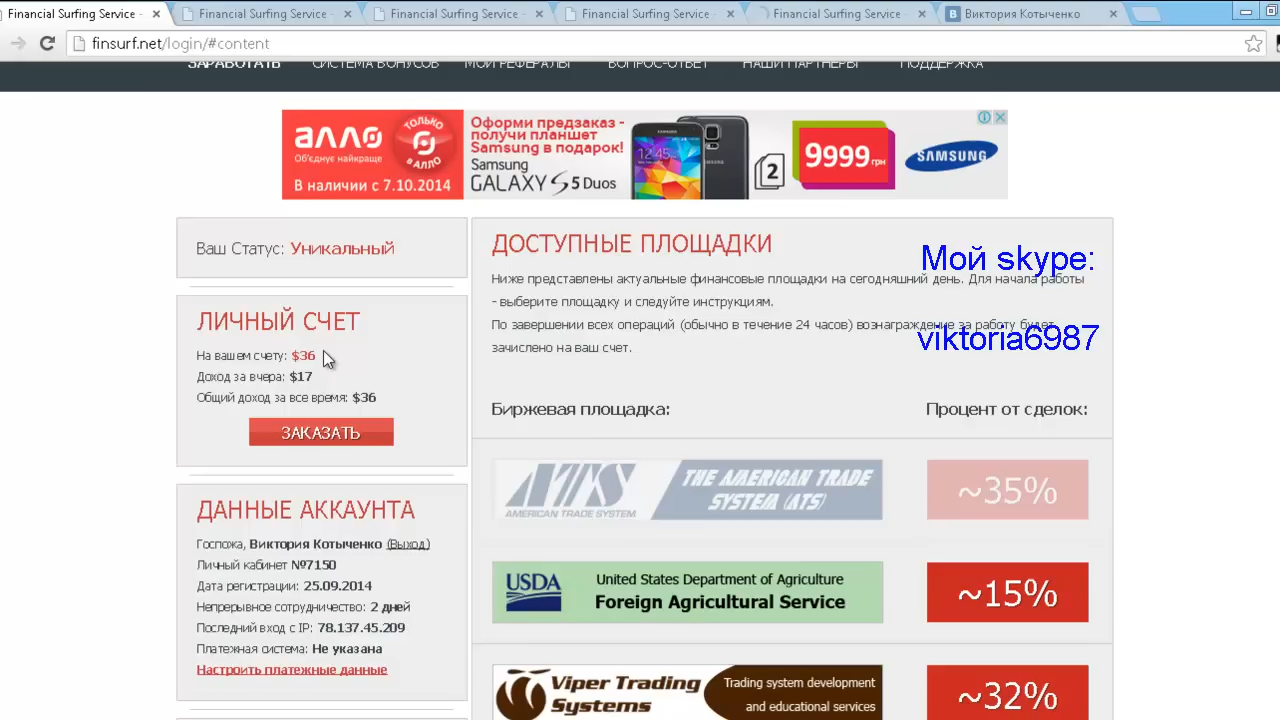 Financial Surfing Service -
Financial Surfing Service -
Financial Surfing Service -
Financial Surfing Service -
Financial Surfing Service -
Виктория Котыченко
finsurf.net/login/#content
ЗАРАБОТАТЬ
СИСТЕМА БОНУСОВ
МОИ РЕФЕРАЛЫ
ВОПРОС-ОТВЕТ
НАШИ ПАРТНЕРЫ
ПОДДЕРЖКА
алло
Об'єднує найкраще
ТОЛЬКО
В АЛЛО
В наличии с 7.10.2014
Оформи предзаказ -
получи планшет
Samsung в подарок!
Samsung
GALAXY S5 Duos
12:45
2
9999 грн
SAMSUNG
Ваш Статус: Уникальный
ЛИЧНЫЙ СЧЕТ
На вашем счету: $36
Доход за вчера: $17
Общий доход за все время: $36
ЗАКАЗАТЬ
ДАННЫЕ АККАУНТА
Госпожа, Виктория Котыченко (Выход)
Личный кабинет №7150
Дата регистрации: 25.09.2014
Непрерывное сотрудничество: 2 дней
Последний вход с IP: 78.137.45.209
Платежная система: Не указана
Настроить платежные данные
ДОСТУПНЫЕ ПЛОЩАДКИ
Ниже представлены актуальные финансовые площадки на сегодняшний день. Для начала работы
- выберите площадку и следуйте инструкциям.
По завершении всех операций (обычно в течение 24 часов) вознаграждение за работу будет
зачислено на ваш счет.
Мой skype:
viktoria6987
Биржевая площадка:
Процент от сделок:
ATS
AMERICAN TRADE SYSTEM
THE AMERICAN TRADE
SYSTEM (ATS)
~35%
USDA
United States Department of Agriculture
Foreign Agricultural Service
~15%
Viper Trading
Systems
Trading system development
and educational services
~32%